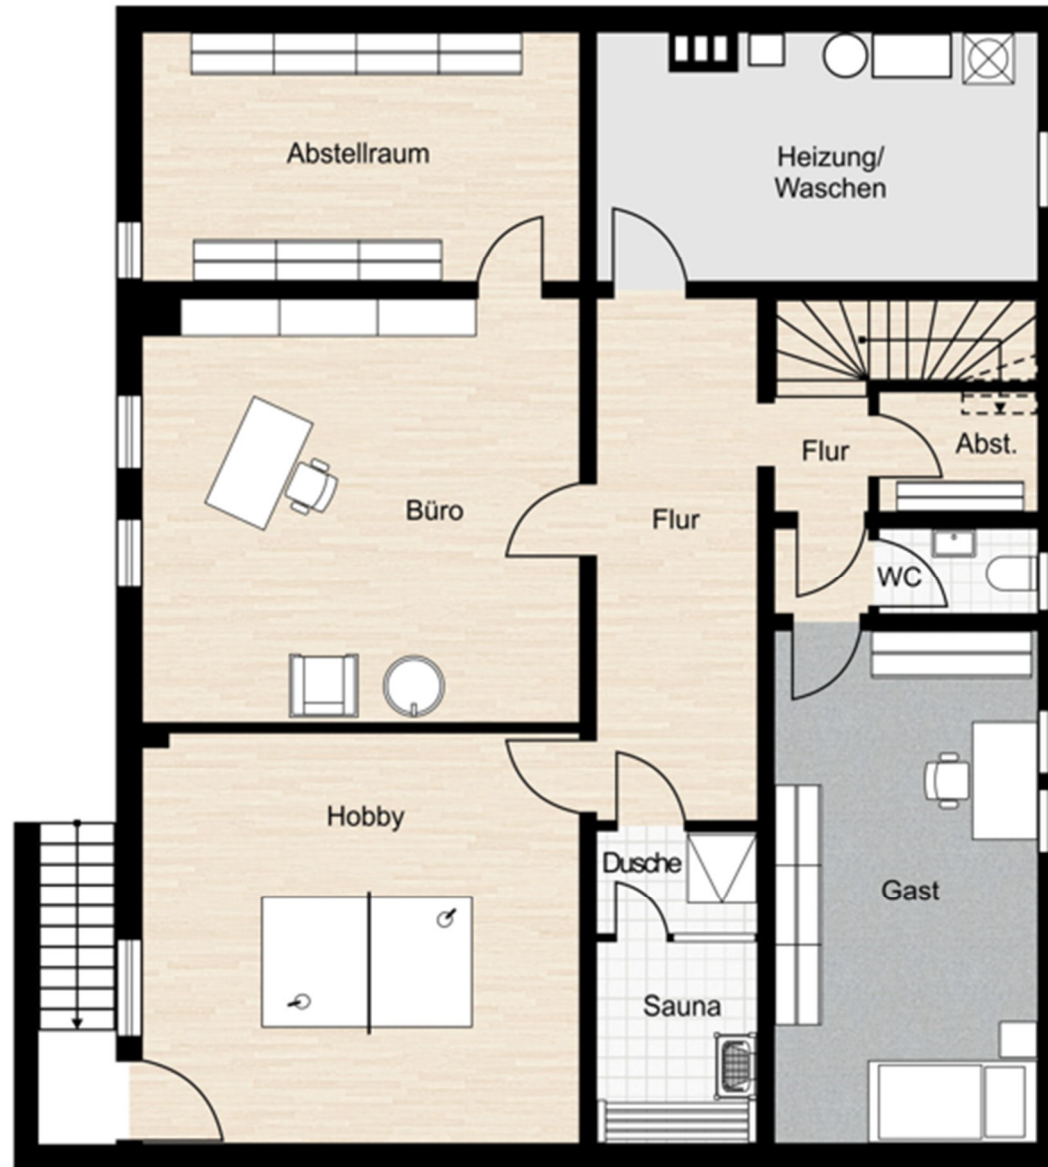 Abstellraum
Heizung/
Waschen
Flur
Abst.
Büro
Flur
WC
Hobby
Dusche
Gast
Sauna